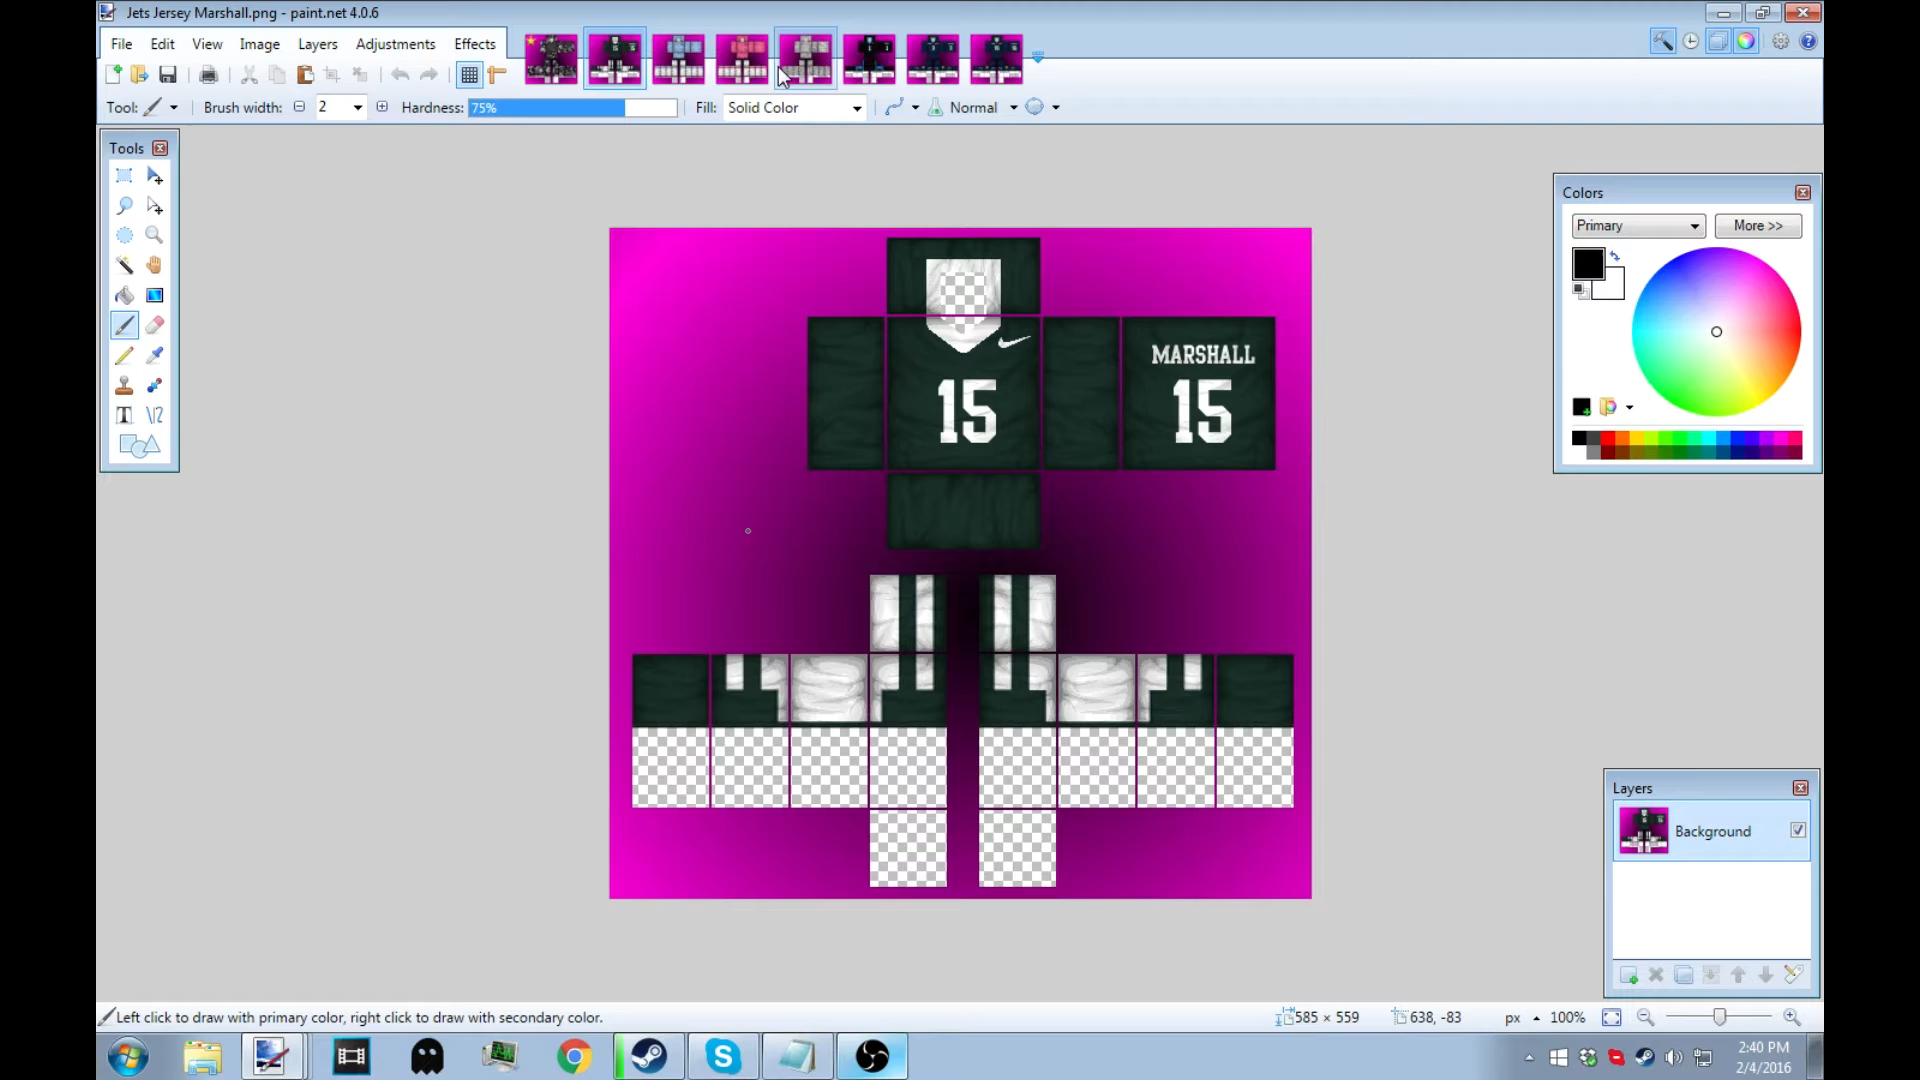 Jets Jersey Marshall.png - paint.net 4.0.6
File Edit View Image Layers Adjustments Effects
Tool: Brush width: 2 Hardness: 75% Fill: Solid Color Normal
Tools
Colors
Primary More >>
MARSHALL
15 15
Layers
Background
Left click to draw with primary color, right click to draw with secondary color. 585 × 559 638, -83 px 100%
2:40 PM
2/4/2016